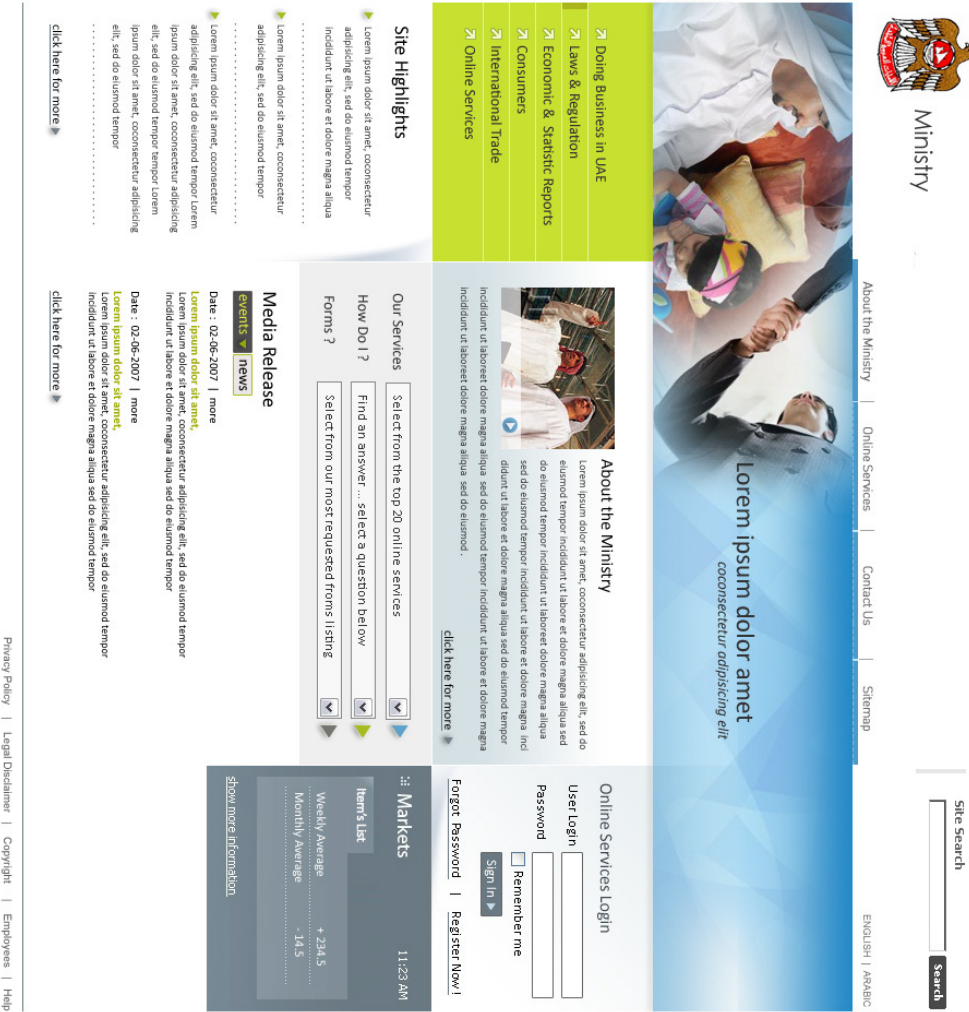 Ministry
Site Search
Search
About the Ministry | Online Services | Contact Us | Sitemap
ENGLISH | ARABIC
Lorem ipsum dolor amet
coconsectetur adipisicing elit
Doing Business in UAE
Laws & Regulation
Economic & Statistic Reports
Consumers
International Trade
Online Services
About the Ministry
Lorem ipsum dolor sit amet, coconsectetur adipisicing elit, sed do
eiusmod tempor incididunt ut labore et dolore magna aliqua sed
do eiusmod tempor incididunt ut laboreet dolore magna aliqua
sed do eiusmod tempor incididunt ut labore et dolore magna inci
didunt ut labore et dolore magna aliqua sed do eiusmod tempor
incididunt ut laboreet dolore magna aliqua sed do eiusmod tempor incididunt ut labore et dolore magna
incididunt ut laboreet dolore magna aliqua sed do eiusmod .
click here for more
Online Services Login
User Login
Password
Remember me
Sign In
Forgot Password | Register Now!
Site Highlights
Lorem ipsum dolor sit amet, coconsectetur
adipisicing elit, sed do eiusmod tempor
incididunt ut labore et dolore magna aliqua
Lorem ipsum dolor sit amet, coconsectetur
adipisicing elit, sed do eiusmod tempor
Lorem ipsum dolor sit amet, coconsectetur
adipisicing elit, sed do eiusmod tempor Lorem
ipsum dolor sit amet, coconsectetur adipisicing
elit, sed do eiusmod tempor tempor Lorem
ipsum dolor sit amet, coconsectetur adipisicing
elit, sed do eiusmod tempor
click here for more
Our Services
Select from the top 20 online services
How Do I ?
Find an answer ... select a question below
Forms ?
Select from our most requested froms listing
Media Release
events news
Date : 02-06-2007 | more
Lorem ipsum dolor sit amet,
Lorem ipsum dolor sit amet, coconsectetur adipisicing elit, sed do eiusmod tempor
incididunt ut labore et dolore magna aliqua sed do eiusmod tempor
Date : 02-06-2007 | more
Lorem ipsum dolor sit amet,
Lorem ipsum dolor sit amet, coconsectetur adipisicing elit, sed do eiusmod tempor
incididunt ut labore et dolore magna aliqua sed do eiusmod tempor
click here for more
Markets
11:23 AM
Item's List
Weekly Average + 234.5
Monthly Average - 14.5
show more information
Privacy Policy | Legal Disclaimer | Copyright | Employees | Help